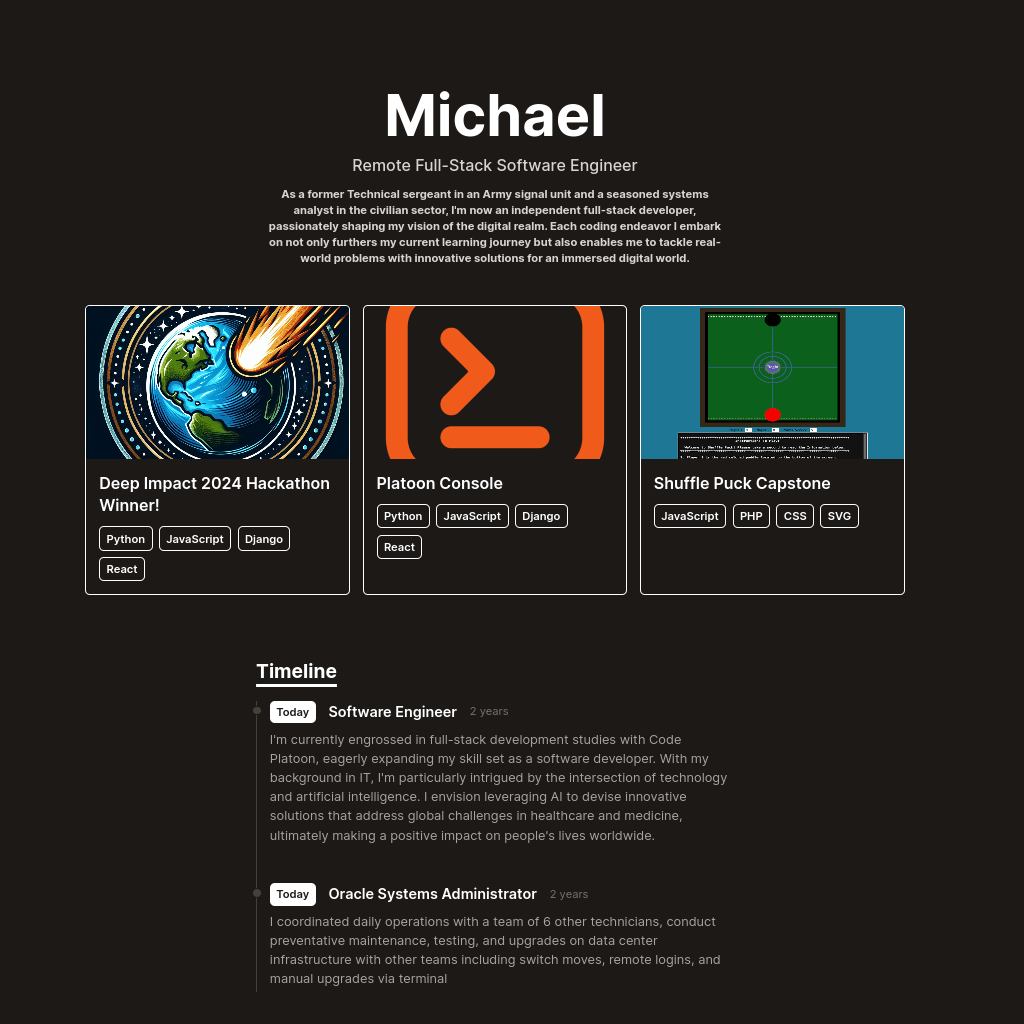 Michael
Remote Full-Stack Software Engineer
As a former Technical sergeant in an Army signal unit and a seasoned systems
analyst in the civilian sector, I'm now an independent full-stack developer,
passionately shaping my vision of the digital realm. Each coding endeavor I embark
on not only furthers my current learning journey but also enables me to tackle real-
world problems with innovative solutions for an immersed digital world.
Deep Impact 2024 Hackathon
Winner!
Python JavaScript Django
React
Platoon Console
Python JavaScript Django
React
Shuffle Puck Capstone
JavaScript PHP CSS SVG
Timeline
Today Software Engineer 2 years
I'm currently engrossed in full-stack development studies with Code
Platoon, eagerly expanding my skill set as a software developer. With my
background in IT, I'm particularly intrigued by the intersection of technology
and artificial intelligence. I envision leveraging AI to devise innovative
solutions that address global challenges in healthcare and medicine,
ultimately making a positive impact on people's lives worldwide.
Today Oracle Systems Administrator 2 years
I coordinated daily operations with a team of 6 other technicians, conduct
preventative maintenance, testing, and upgrades on data center
infrastructure with other teams including switch moves, remote logins, and
manual upgrades via terminal